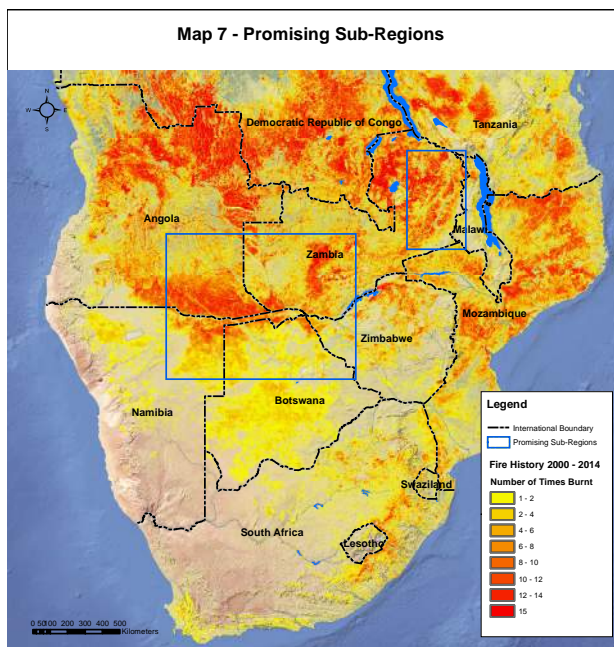 Map 7 - Promising Sub-Regions
N
W E
S
Democratic Republic of Congo
Tanzania
Angola
Zambia
Malawi
Mozambique
Zimbabwe
Namibia
Botswana
Swaziland
South Africa
Lesotho
Legend
International Boundary
Promising Sub-Regions
Fire History 2000 - 2014
Number of Times Burnt
1 - 2
2 - 4
4 - 6
6 - 8
8 - 10
10 - 12
12 - 14
15
0 50 100 200 300 400 500
Kilometers